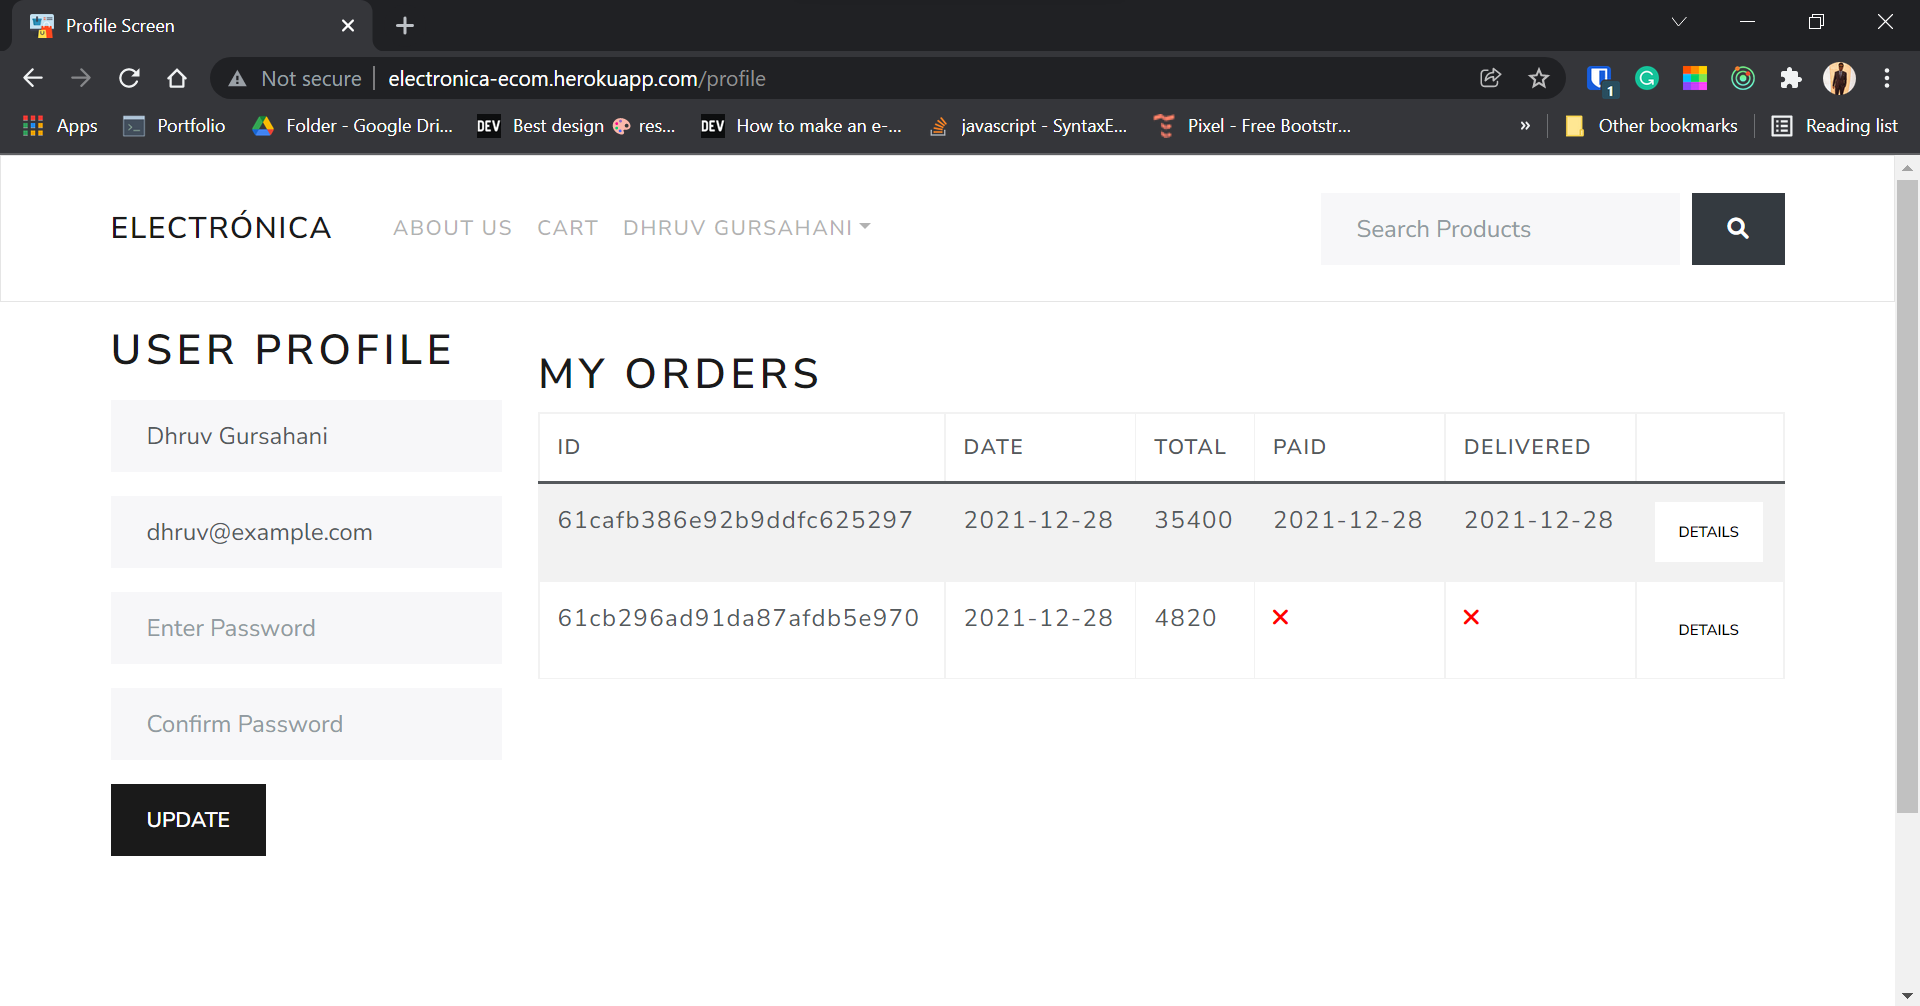 Profile Screen
Not secure electronica-ecom.herokuapp.com/profile
1
Apps Portfolio Folder - Google Dri... DEV Best design 🎨 res... DEV How to make an e-... javascript - SyntaxE... Pixel - Free Bootstr... » Other bookmarks Reading list
ELECTRÓNICA ABOUT US CART DHRUV GURSAHANI Search Products
USER PROFILE
Dhruv Gursahani
dhruv@example.com
Enter Password
Confirm Password
UPDATE
MY ORDERS
ID DATE TOTAL PAID DELIVERED
61cafb386e92b9ddfc625297 2021-12-28 35400 2021-12-28 2021-12-28 DETAILS
61cb296ad91da87afdb5e970 2021-12-28 4820 DETAILS